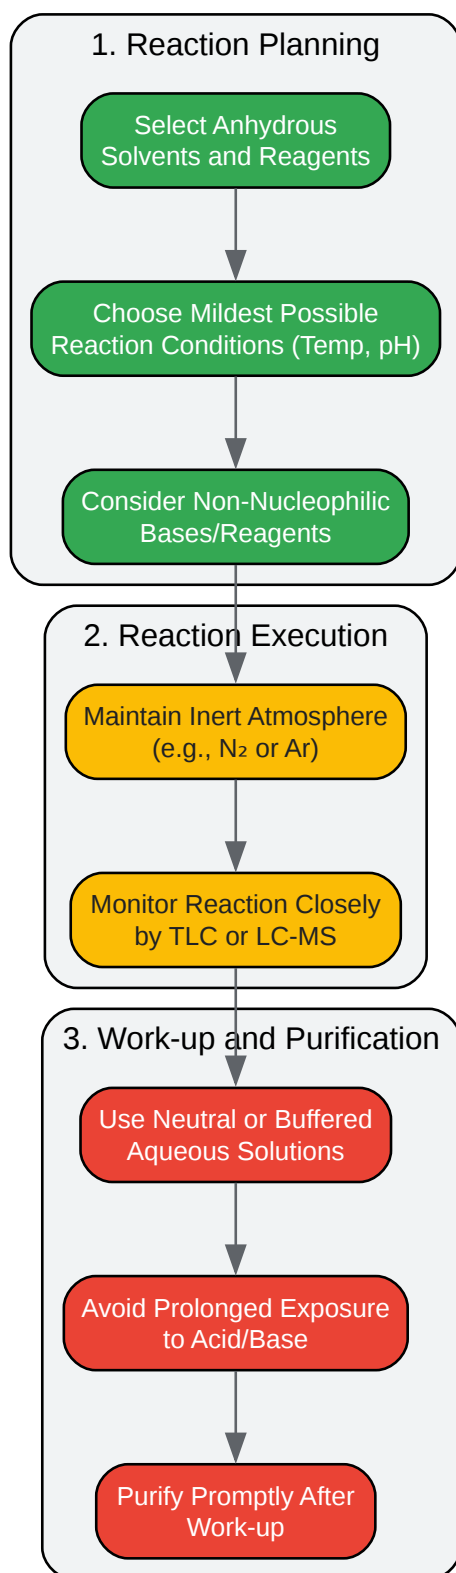 1. Reaction Planning
Select Anhydrous
Solvents and Reagents
Choose Mildest Possible
Reaction Conditions (Temp, pH)
Consider Non-Nucleophilic
Bases/Reagents
2. Reaction Execution
Maintain Inert Atmosphere
(e.g., N₂ or Ar)
Monitor Reaction Closely
by TLC or LC-MS
3. Work-up and Purification
Use Neutral or Buffered
Aqueous Solutions
Avoid Prolonged Exposure
to Acid/Base
Purify Promptly After
Work-up